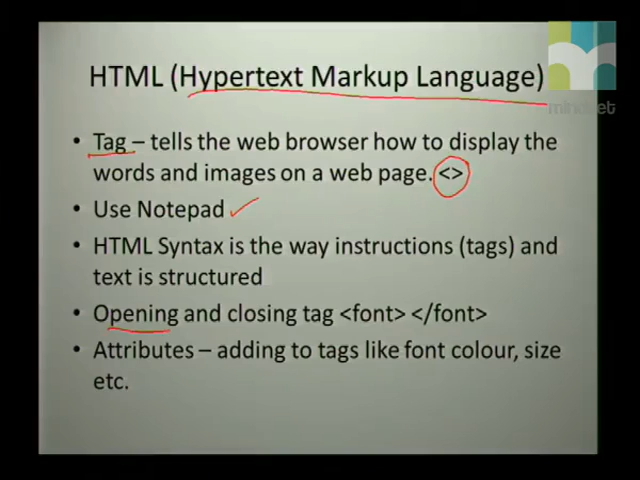 HTML (Hypertext Markup Language)
mindset
• Tag – tells the web browser how to display the
words and images on a web page. <>
• Use Notepad
• HTML Syntax is the way instructions (tags) and
text is structured
• Opening and closing tag <font> </font>
• Attributes – adding to tags like font colour, size
etc.